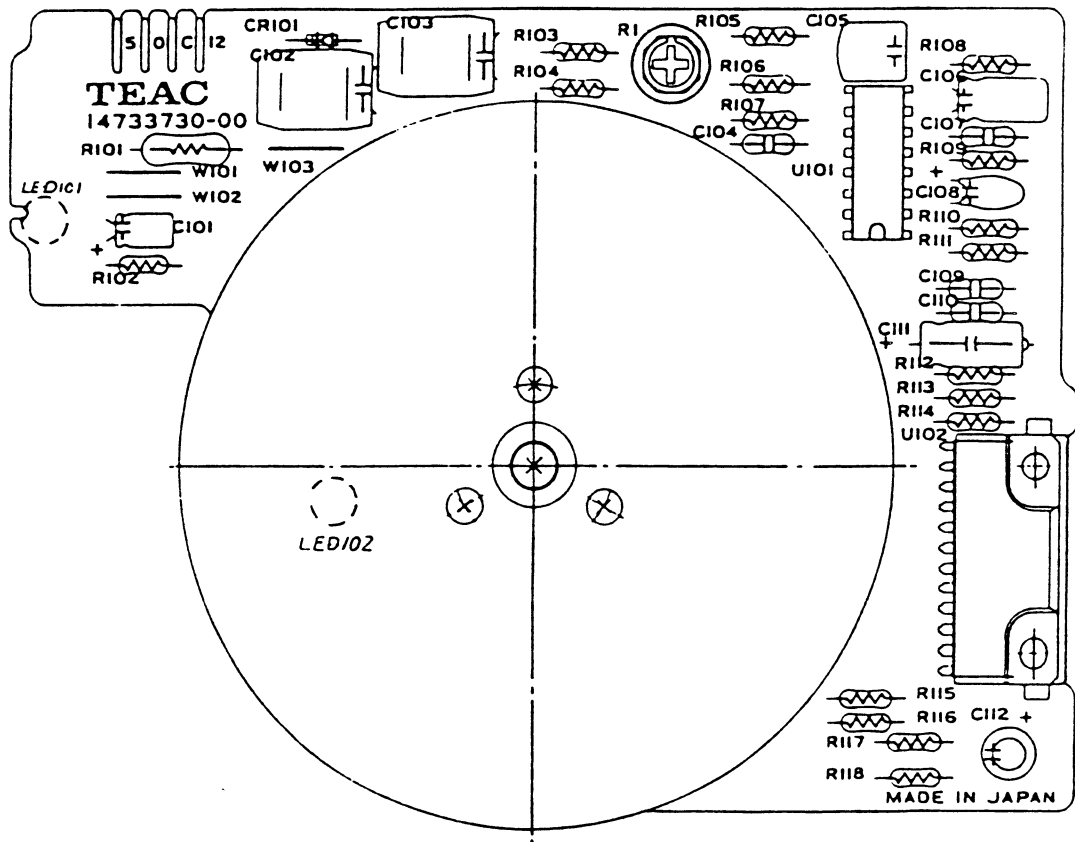 S O C 12
TEAC
14733730-00
CR101
C102
C103
R103
R104
R1
R105
R106
R107
C104
C105
R108
C106
C107
R109
U101
+
C108
R110
R111
R101
W101
W102
W103
LED101
C101
+
R102
C109
C110
C111
+
R112
R113
R114
U102
LED102
R115
R116
C112 +
R117
R118
MADE IN JAPAN